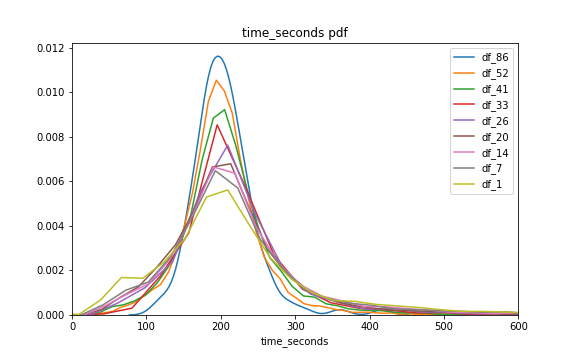 time_seconds pdf
0.012
0.010
0.008
0.006
0.004
0.002
0.000
0
100
200
300
400
500
600
time_seconds
df_86
df_52
df_41
df_33
df_26
df_20
df_14
df_7
df_1